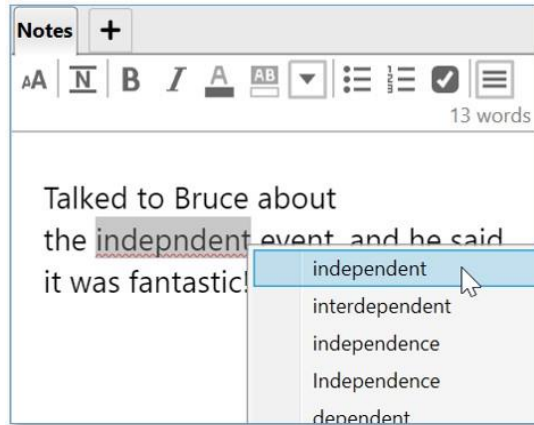 Notes +
AA N B I A AB
13 words
Talked to Bruce about
the indepndent event, and he said
it was fantastic!
independent
interdependent
independence
Independence
dependent